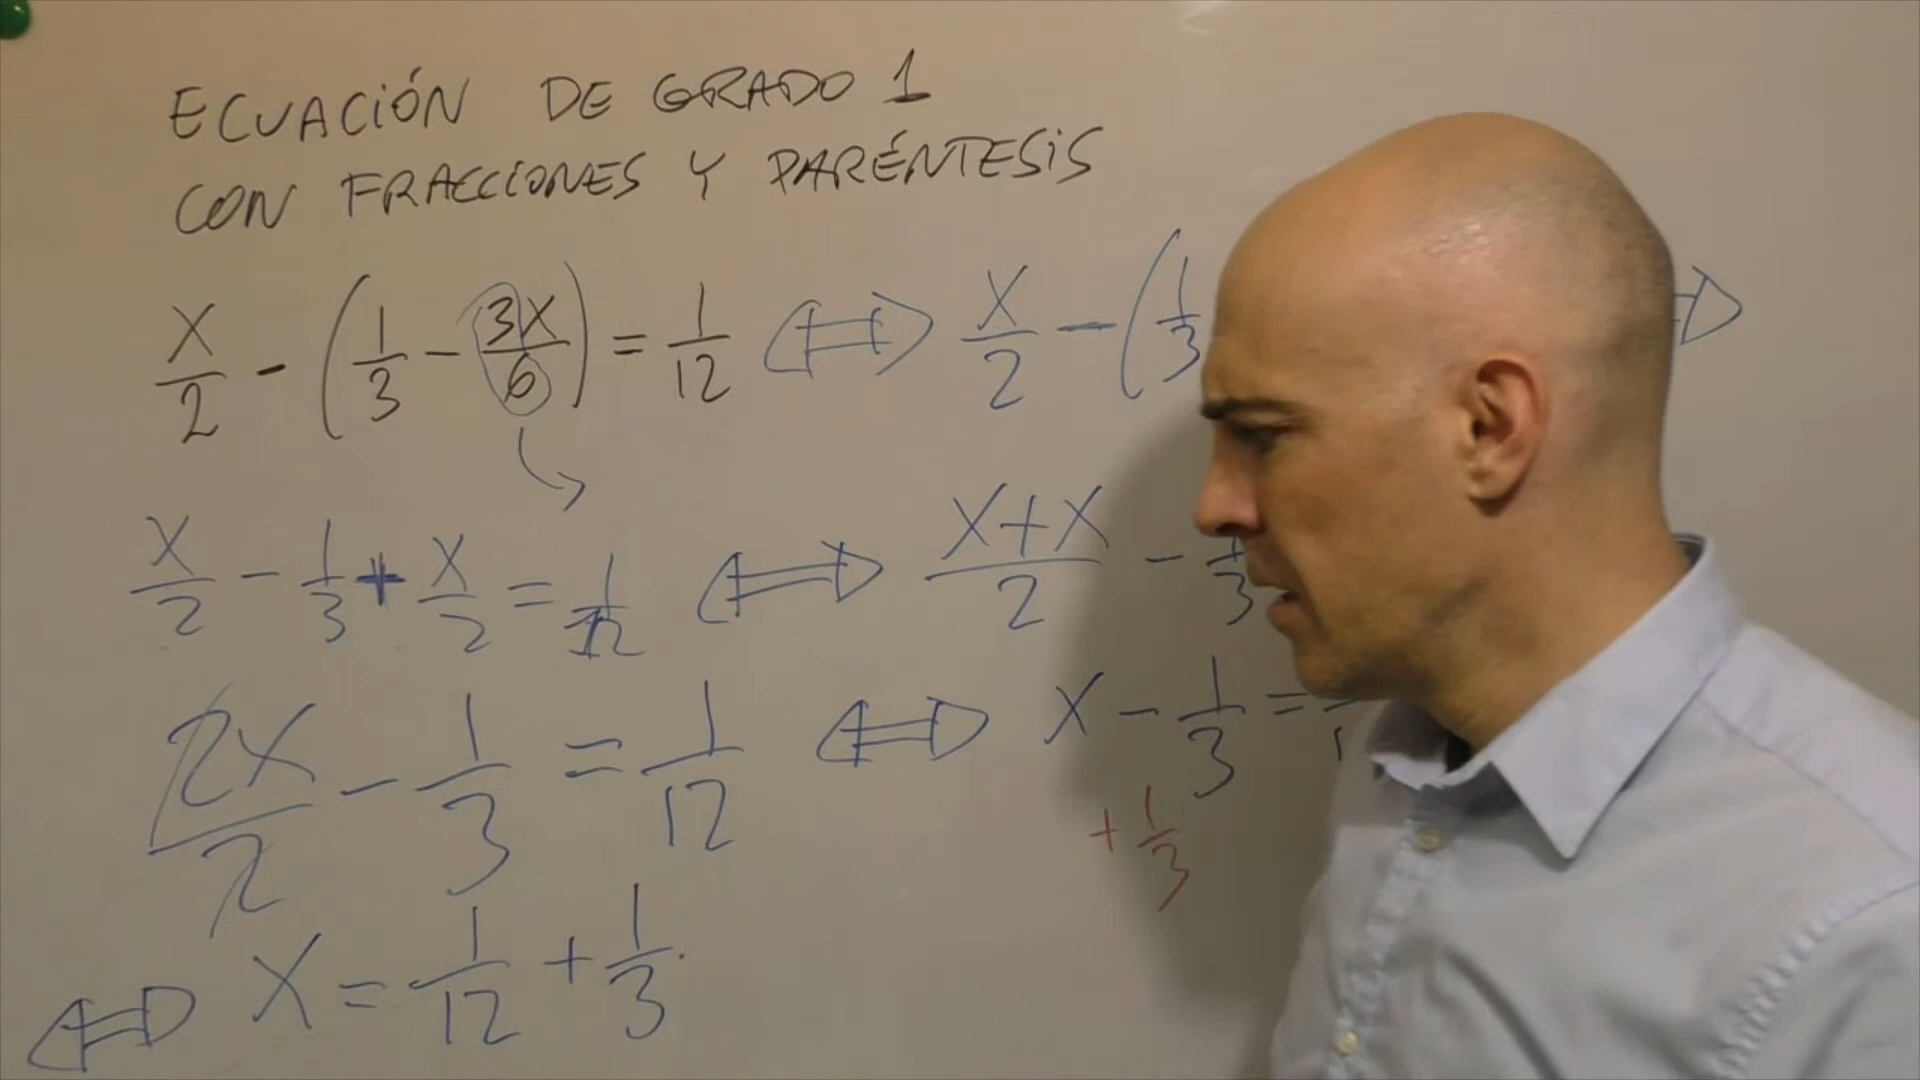 ECUACIÓN DE GRADO 1
CON FRACCIONES Y PARÉNTESIS
x/2 - (1/3 - 3x/6) = 1/12 ⇔ x/2 - (1/3 ⇒
x/2 - 1/3 + x/2 = 1/12 ⇔ x+x/2 - 1/3
2x/2 - 1/3 = 1/12 ⇔ x - 1/3 =
+ 1/3
⇔ x = 1/12 + 1/3